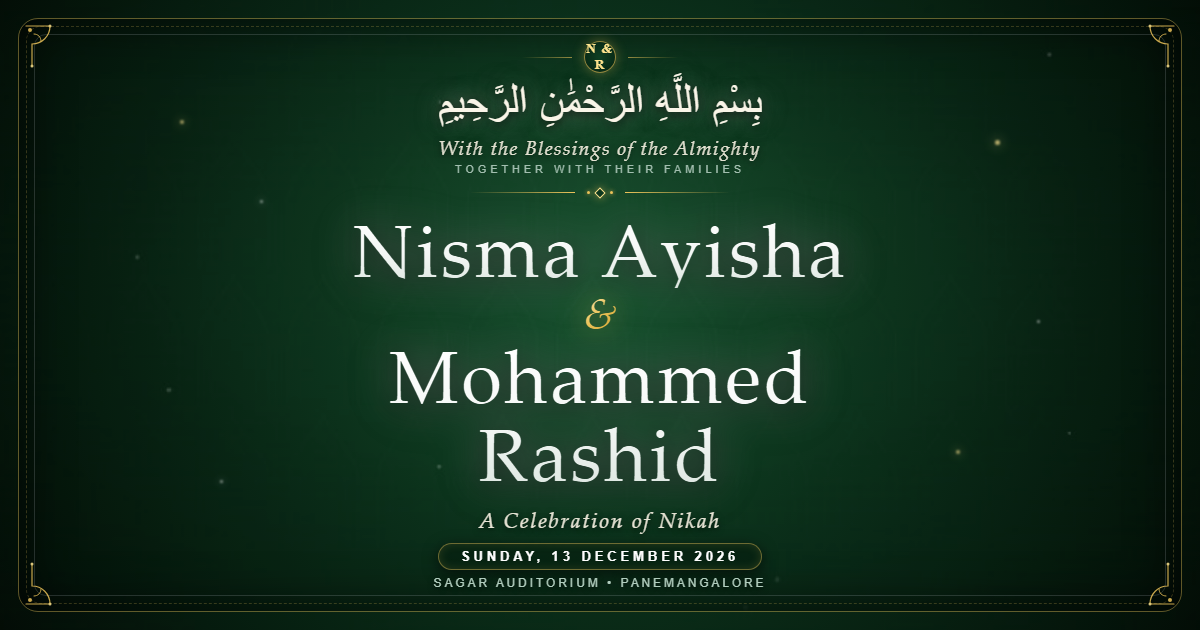 N &
R
بِسْمِ اللَّهِ الرَّحْمَٰنِ الرَّحِيمِ
With the Blessings of the Almighty
TOGETHER WITH THEIR FAMILIES
Nisma Ayisha
&
Mohammed
Rashid
A Celebration of Nikah
SUNDAY, 13 DECEMBER 2026
SAGAR AUDITORIUM • PANEMANGALORE